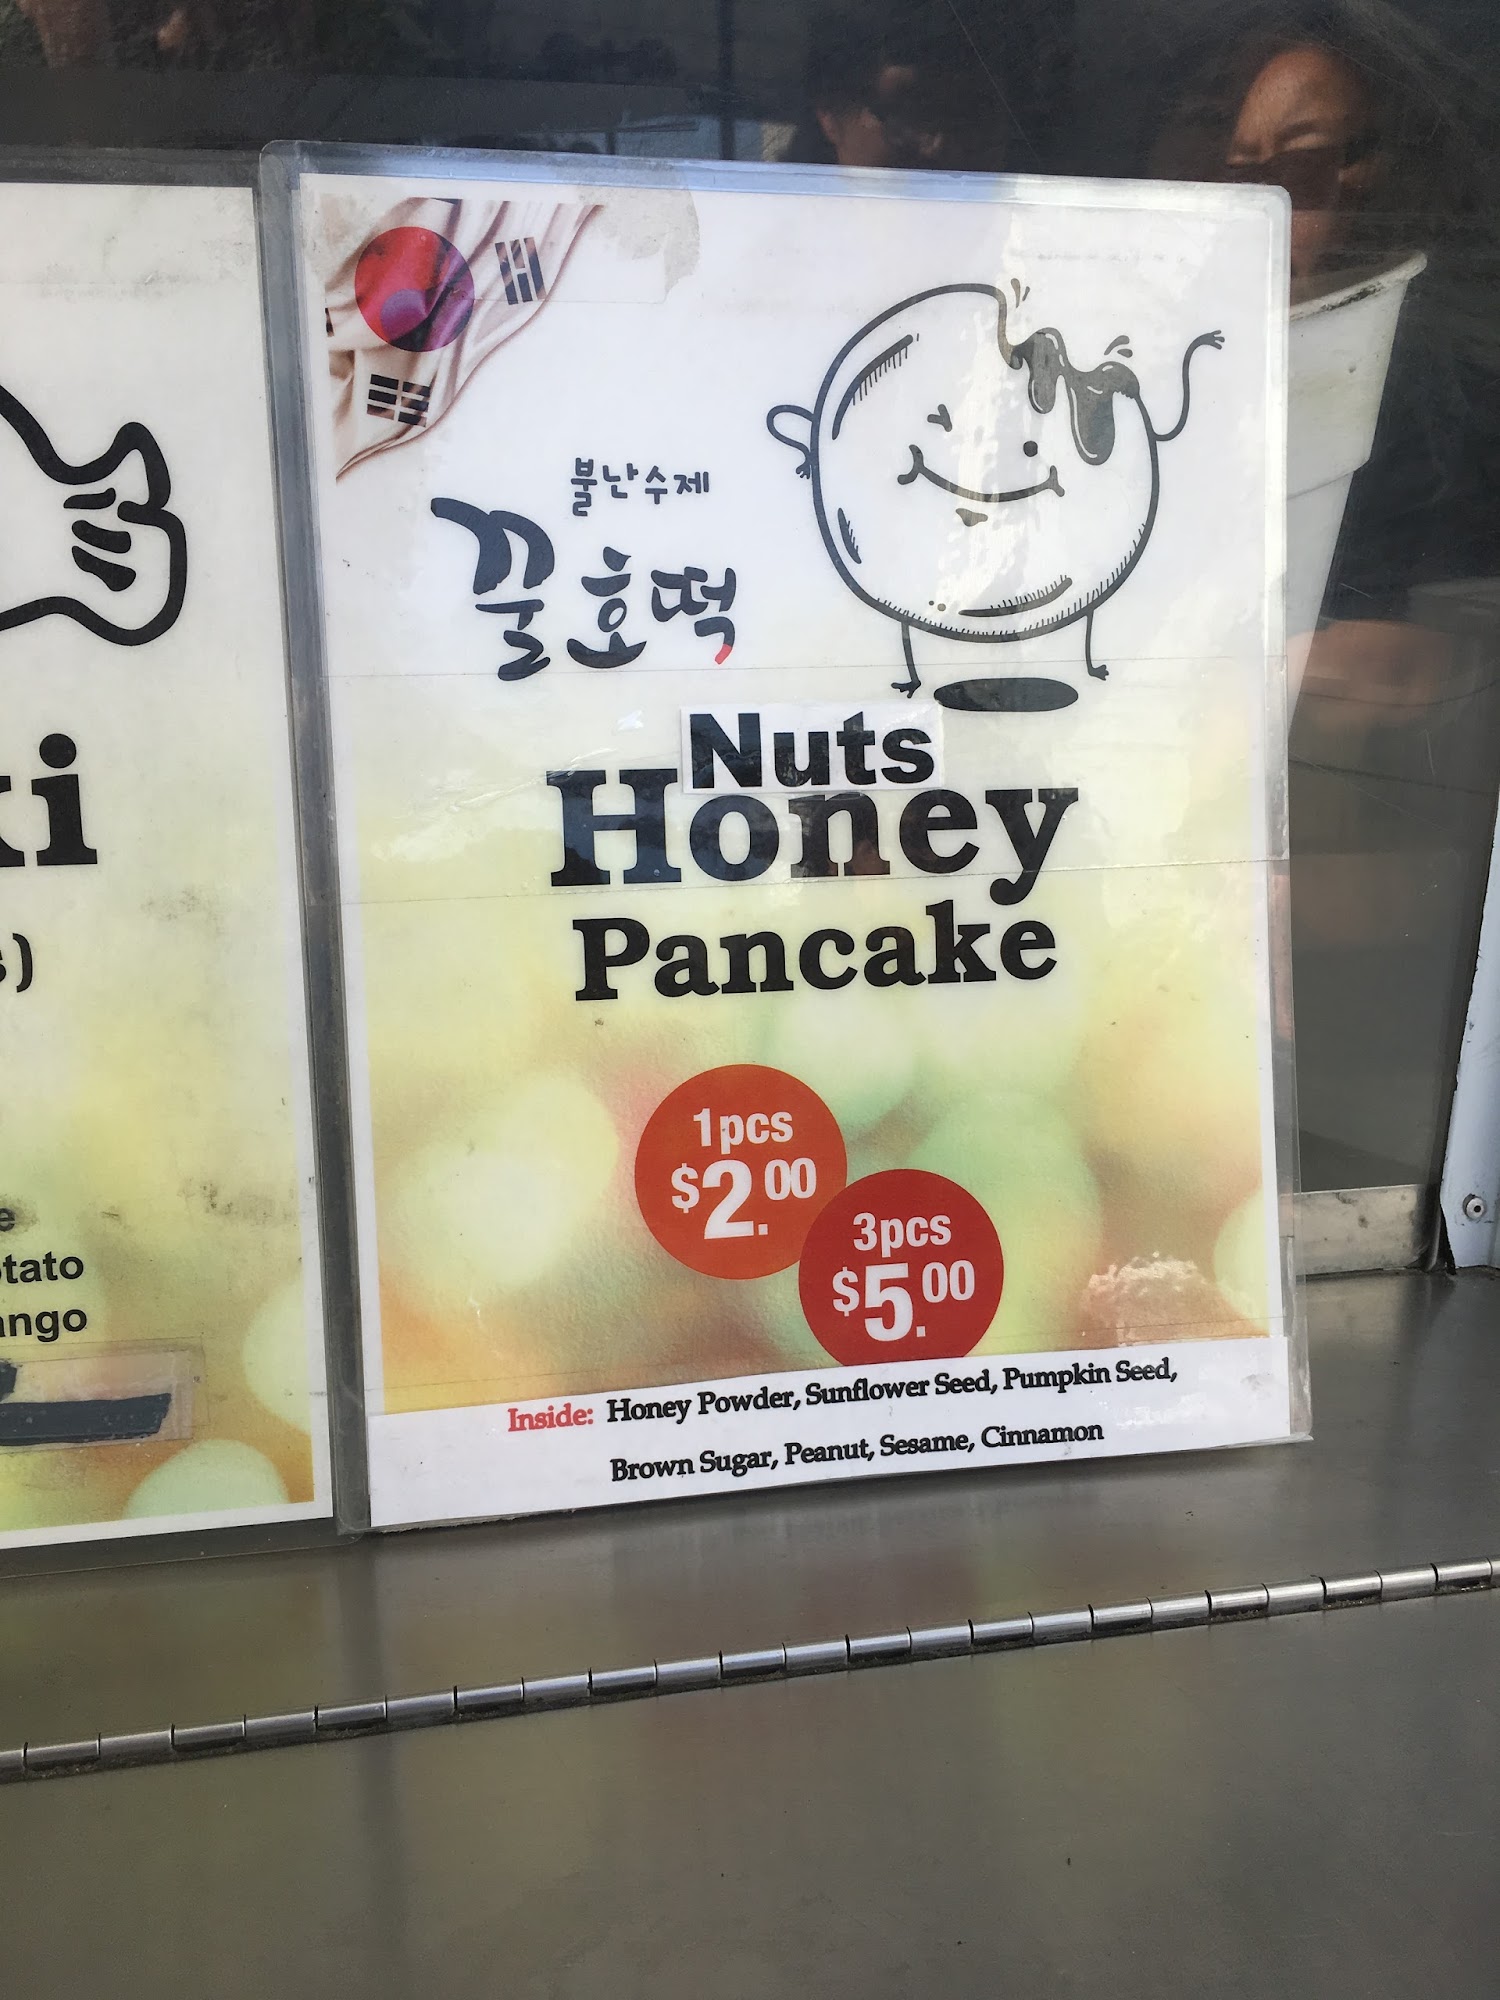 불난수제
꿀호떡
Nuts
Honey
Pancake
1pcs
$2.00
3pcs
$5.00
Inside: Honey Powder, Sunflower Seed, Pumpkin Seed,
Brown Sugar, Peanut, Sesame, Cinnamon
ki
s)
e
tato
ango